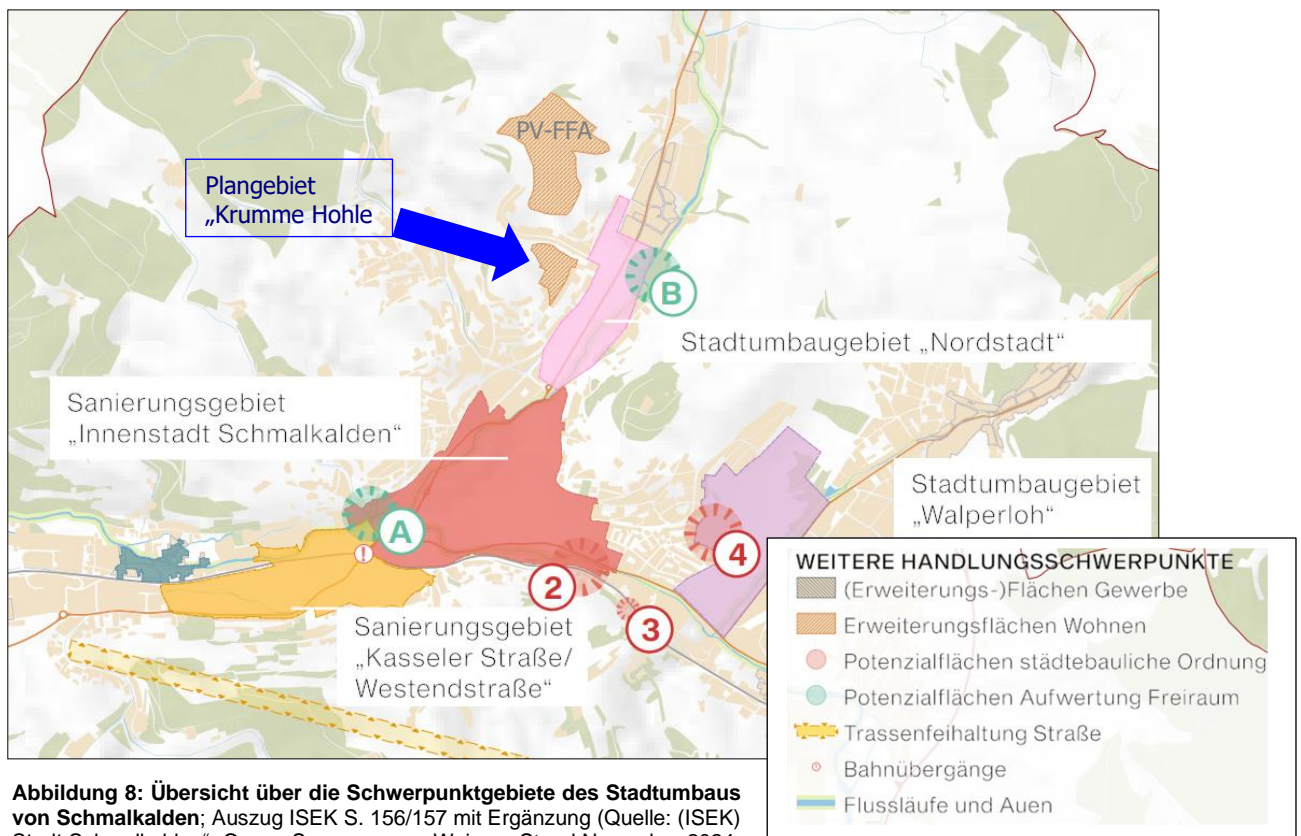 PV-FFA
Plangebiet
„Krumme Hohle
B
Stadtumbaugebiet „Nordstadt“
Sanierungsgebiet
„Innenstadt Schmalkalden“
A
!
2
3
4
Stadtumbaugebiet
„Walperloh“
Sanierungsgebiet
„Kasseler Straße/
Westendstraße“
WEITERE HANDLUNGSSCHWERPUNKTE
(Erweiterungs-)Flächen Gewerbe
Erweiterungsflächen Wohnen
Potenzialflächen städtebauliche Ordnung
Potenzialflächen Aufwertung Freiraum
Trassenfeihaltung Straße
Bahnübergänge
Flussläufe und Auen
Abbildung 8: Übersicht über die Schwerpunktgebiete des Stadtumbaus
von Schmalkalden; Auszug ISEK S. 156/157 mit Ergänzung (Quelle: (ISEK)